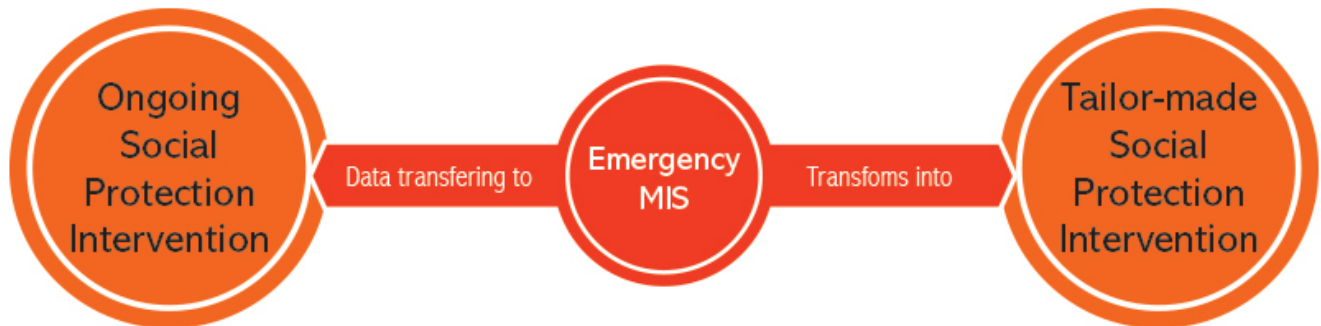 Ongoing
Social
Protection
Intervention
Data transfering to
Emergency
MIS
Transfoms into
Tailor-made
Social
Protection
Intervention